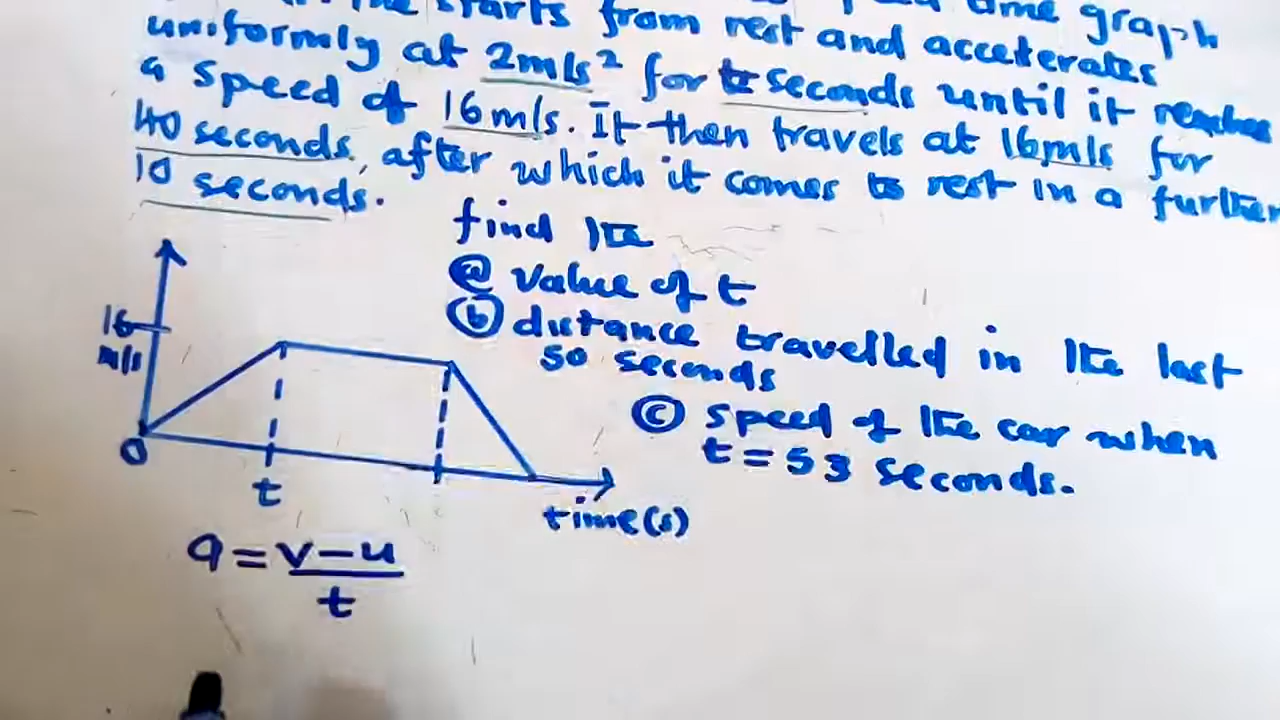 starts from rest and accelerates
time graph
uniformly at 2m/s² for t seconds until it reaches
a speed of 16m/s. It then travels at 16m/s for
40 seconds, after which it comes to rest in a further
10 seconds.
find the
(a) value of t
(b) distance travelled in the last
50 seconds
(c) speed of the car when
t = 53 seconds.
16
m/s
0
t
time(s)
a = v-u
t